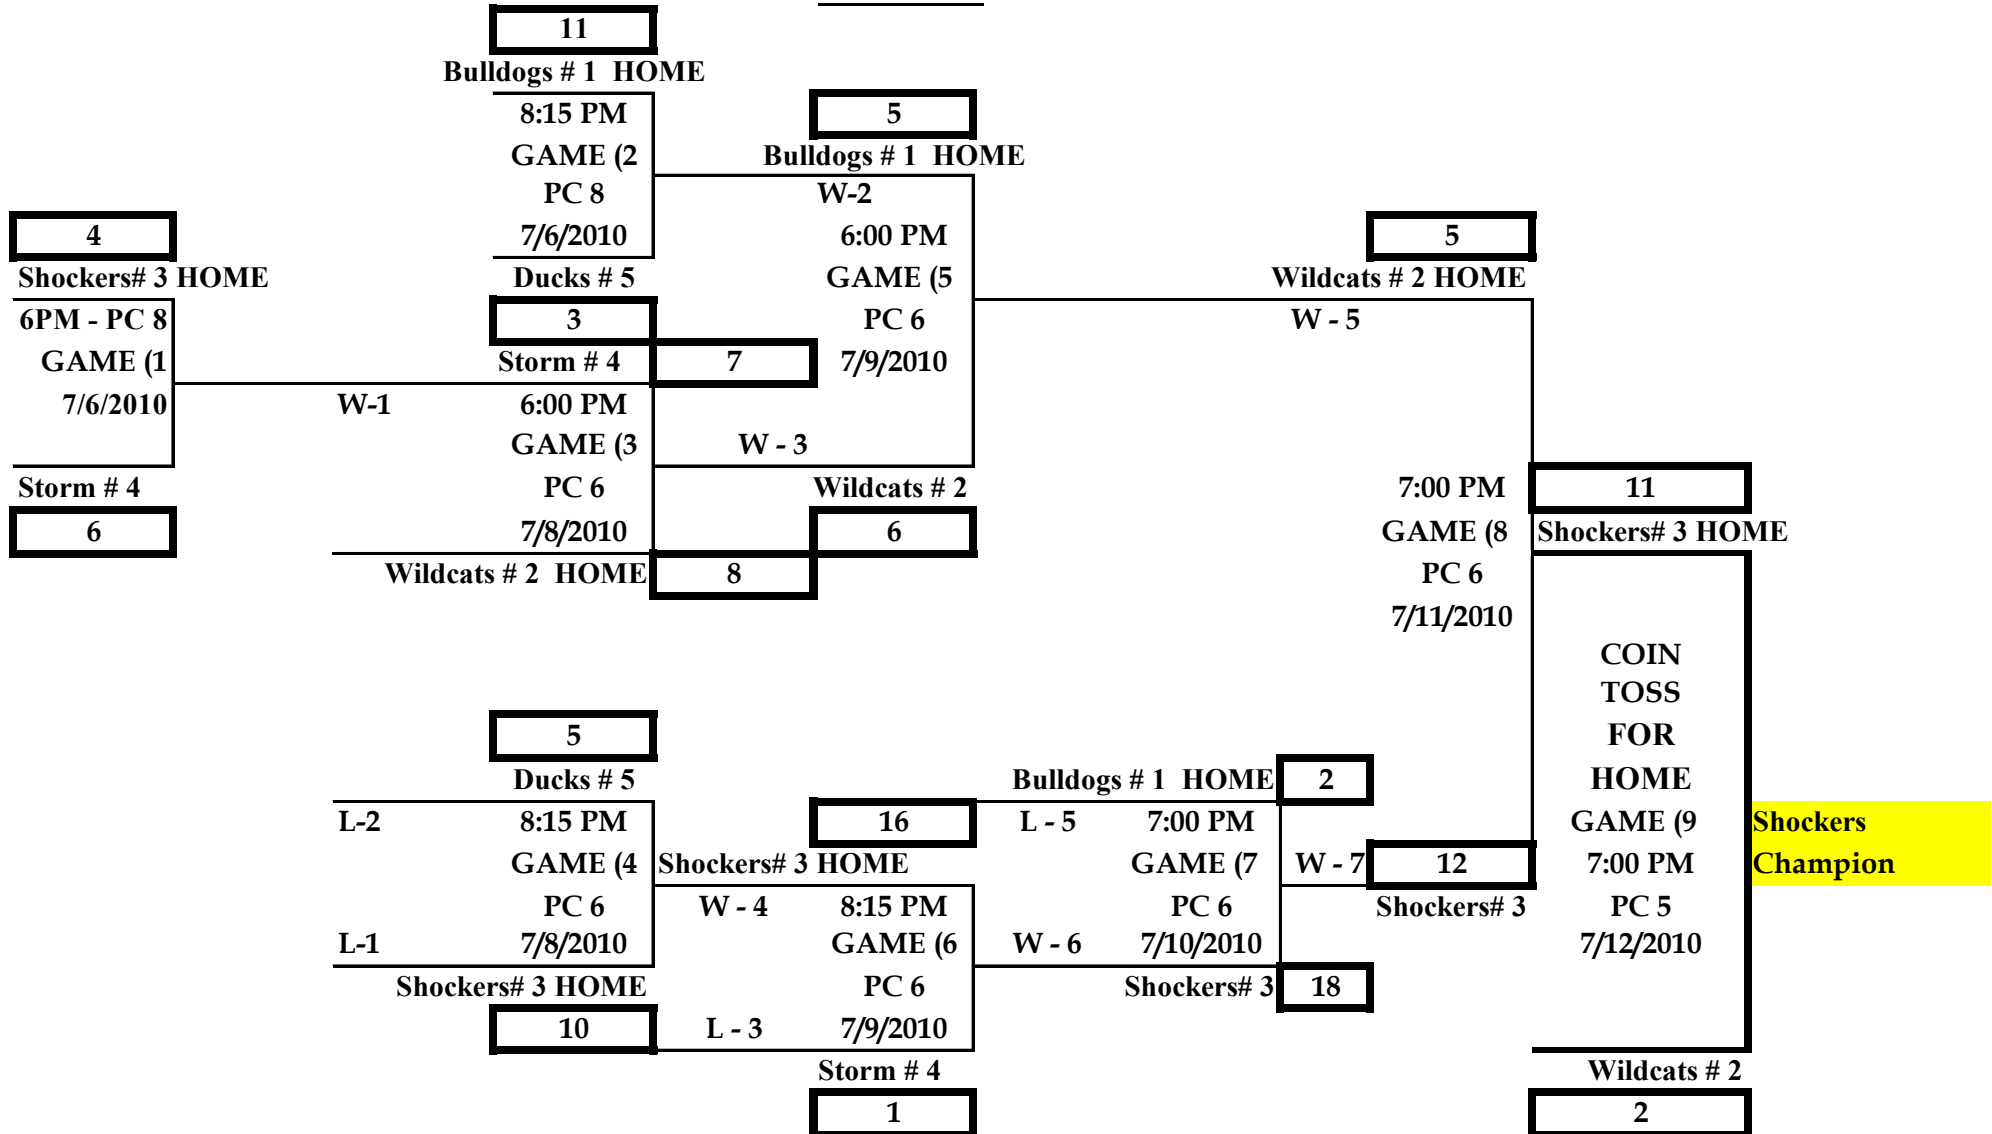 11
Bulldogs # 1 HOME
8:15 PM
GAME (2
PC 8
7/6/2010
Ducks # 5
3
5
Bulldogs # 1 HOME
W-2
6:00 PM
GAME (5
PC 6
7/9/2010
4
Shockers# 3 HOME
6PM - PC 8
GAME (1
7/6/2010
Storm # 4
6
W-1
Storm # 4
7
6:00 PM
GAME (3
PC 6
7/8/2010
Wildcats # 2 HOME
8
W - 3
Wildcats # 2
6
5
Wildcats # 2 HOME
W - 5
7:00 PM
GAME (8
PC 6
7/11/2010
11
Shockers# 3 HOME
COIN
TOSS
FOR
HOME
GAME (9
7:00 PM
PC 5
7/12/2010
Shockers
Champion
Wildcats # 2
2
5
Ducks # 5
L-2
8:15 PM
GAME (4
PC 6
L-1
7/8/2010
Shockers# 3 HOME
10
16
Shockers# 3 HOME
W - 4
8:15 PM
GAME (6
PC 6
L - 3
7/9/2010
Storm # 4
1
Bulldogs # 1 HOME
2
L - 5
7:00 PM
GAME (7
PC 6
W - 6
7/10/2010
Shockers# 3
18
W - 7
12
Shockers# 3